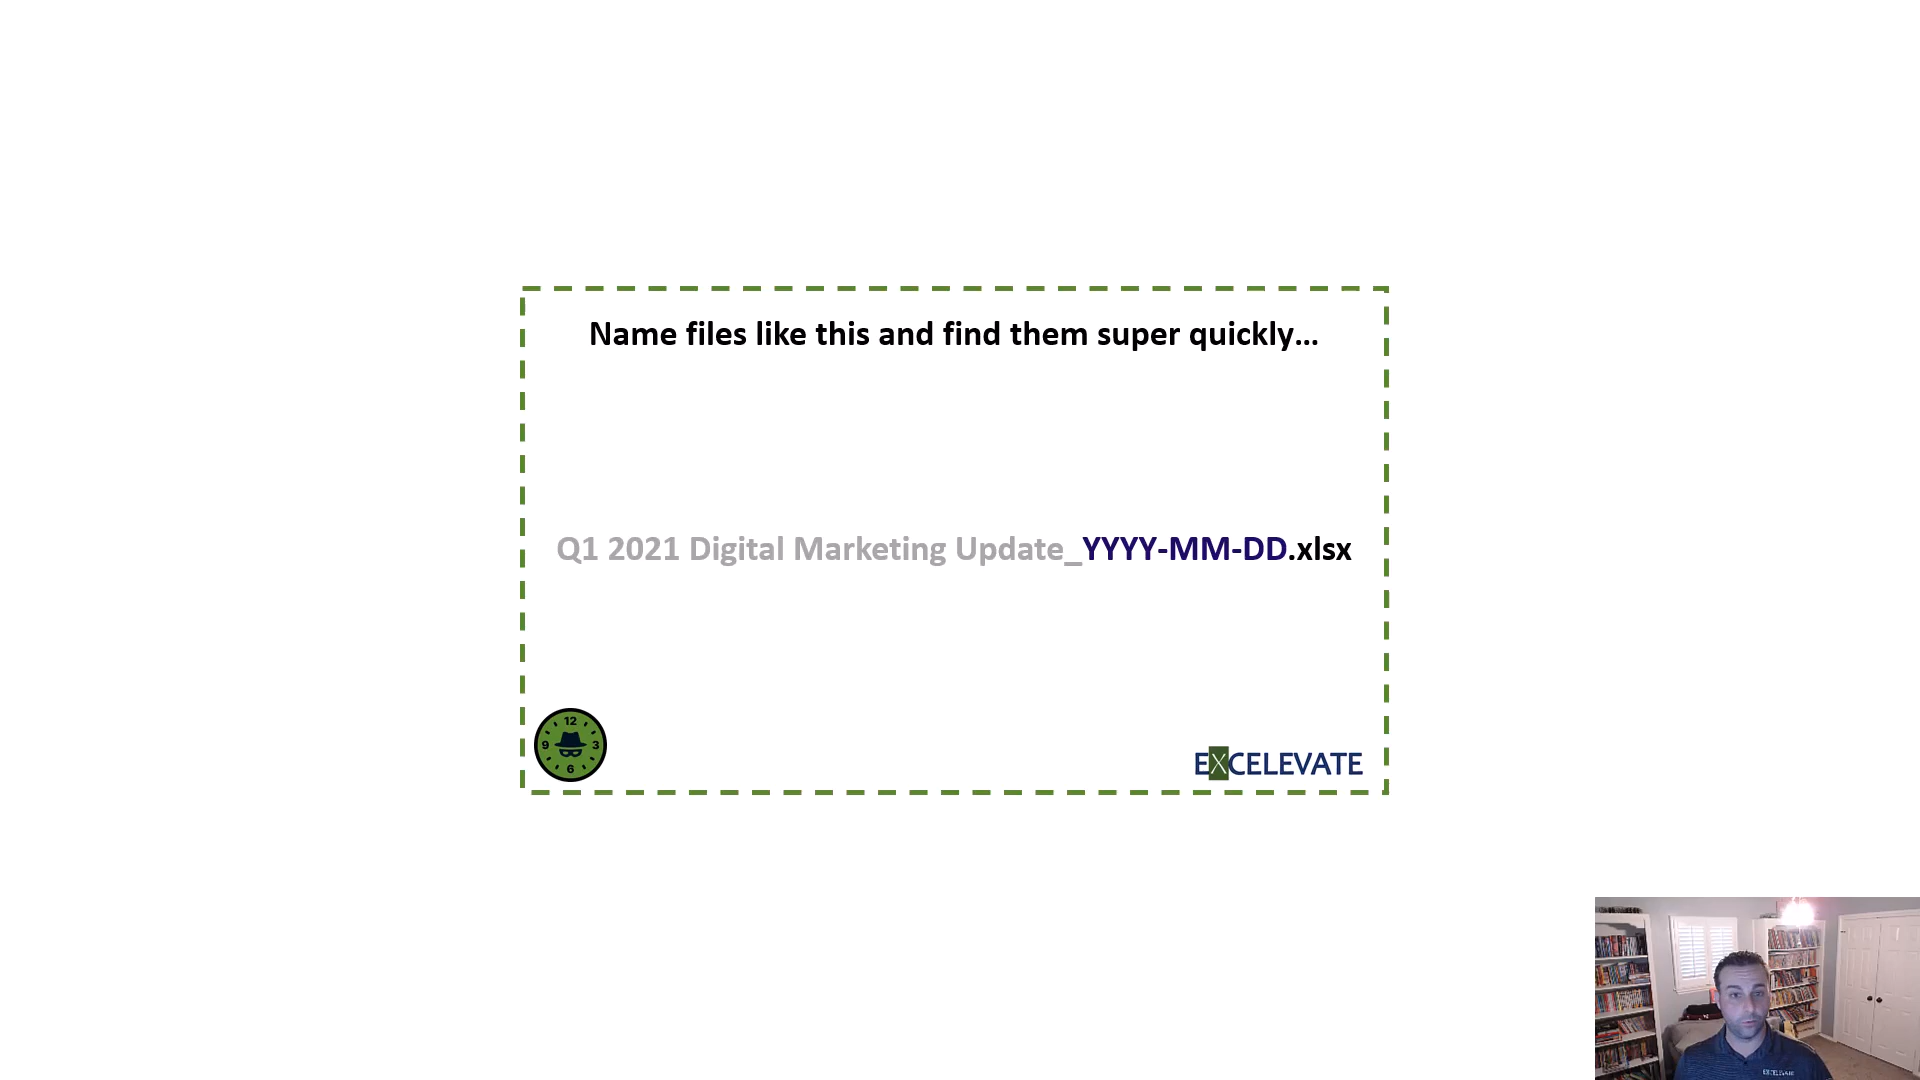 Name files like this and find them super quickly...
Q1 2021 Digital Marketing Update_YYYY-MM-DD.xlsx
12
9 3
6
EXCELEVATE